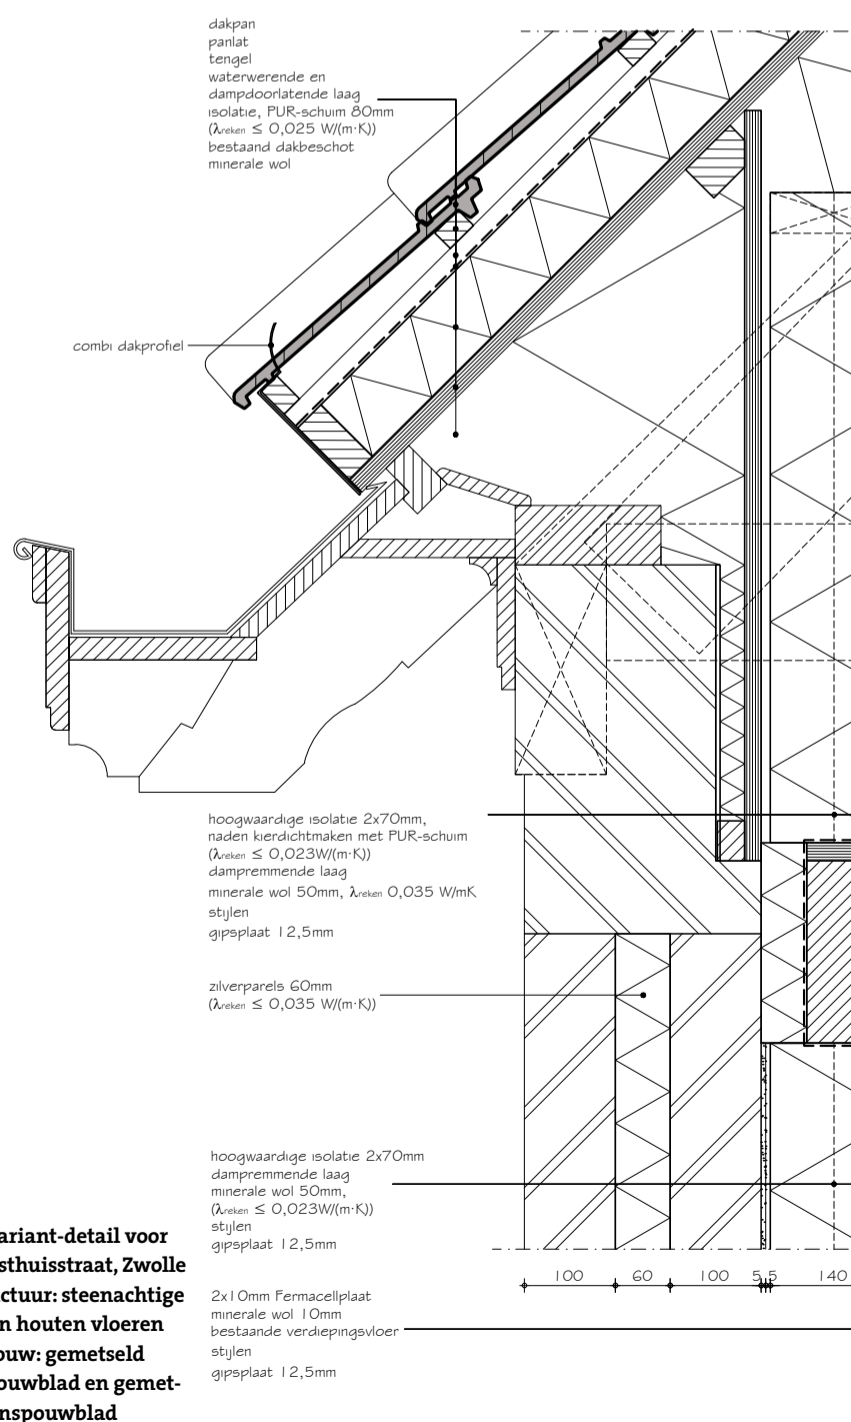 dakpan
panlat
tengel
waterwerende en
dampdoorlatende laag
isolatie, PUR-schuim 80mm
(λreken ≤ 0,025 W/(m·K))
bestaand dakbeschot
minerale wol
combi dakprofiel
hoogwaardige isolatie 2x70mm,
naden kierdichtmaken met PUR-schuim
(λreken ≤ 0,023W/(m·K))
dampremmende laag
minerale wol 50mm, λreken 0,035 W/mK
stijlen
gipsplaat 12,5mm
zilverparels 60mm
(λreken ≤ 0,035 W/(m·K))
hoogwaardige isolatie 2x70mm
dampremmende laag
minerale wol 50mm,
(λreken ≤ 0,023W/(m·K))
stijlen
gipsplaat 12,5mm
100 60 100 5 5 140
2x10mm Fermacellplaat
minerale wol 10mm
bestaande verdiepingsvloer
stijlen
gipsplaat 12,5mm
ariant-detail voor
sthuisstraat, Zwolle
ctuur: steenachtige
n houten vloeren
ouw: gemetseld
ouwblad en gemet-
nspouwblad